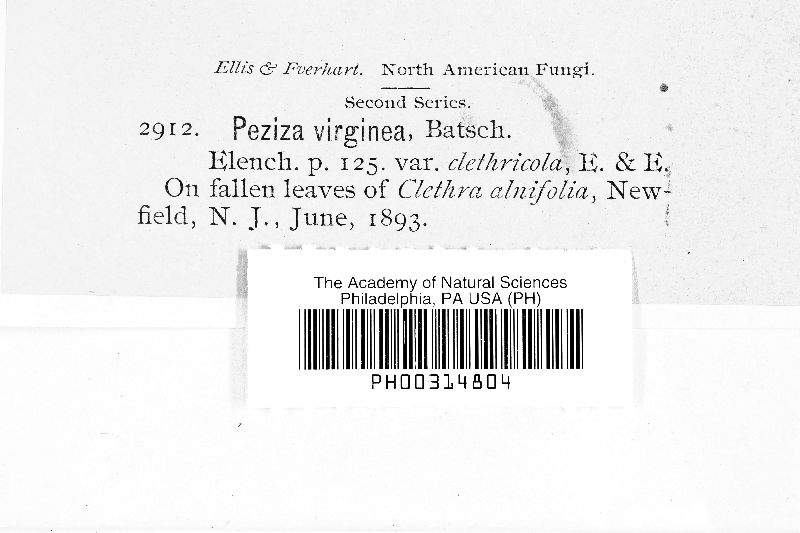 Ellis & Everhart. North American Fungi.
Second Series.
2912. Peziza virginea, Batsch.
Elench. p. 125. var. clethricola, E. & E.
On fallen leaves of Clethra alnifolia, New-
field, N. J., June, 1893.
The Academy of Natural Sciences
Philadelphia, PA USA (PH)
PH00314804